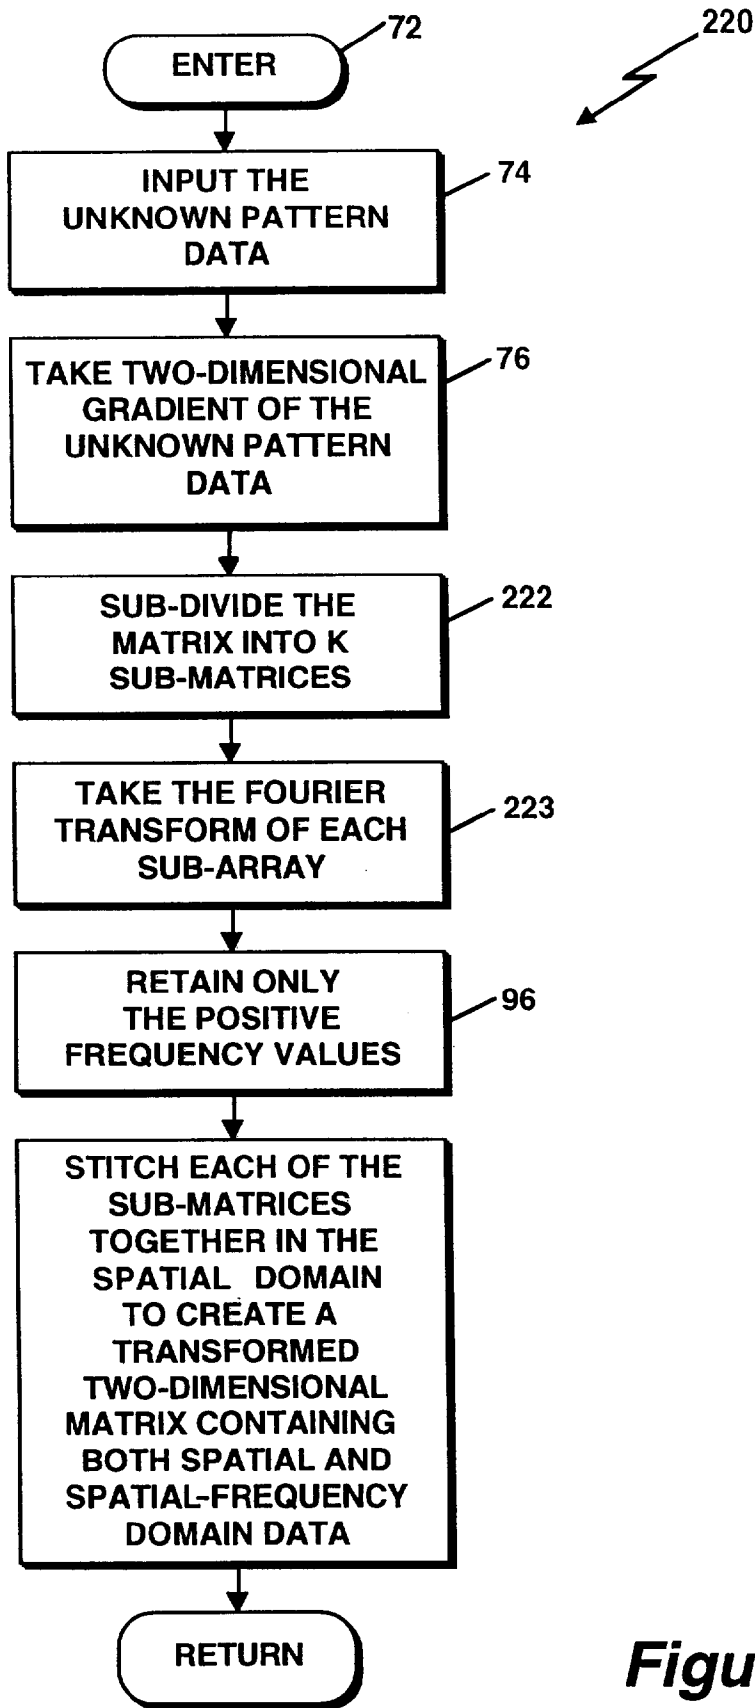 72
220
ENTER
74
INPUT THE
UNKNOWN PATTERN
DATA
76
TAKE TWO-DIMENSIONAL
GRADIENT OF THE
UNKNOWN PATTERN
DATA
222
SUB-DIVIDE THE
MATRIX INTO K
SUB-MATRICES
223
TAKE THE FOURIER
TRANSFORM OF EACH
SUB-ARRAY
96
RETAIN ONLY
THE POSITIVE
FREQUENCY VALUES
STITCH EACH OF THE
SUB-MATRICES
TOGETHER IN THE
SPATIAL DOMAIN
TO CREATE A
TRANSFORMED
TWO-DIMENSIONAL
MATRIX CONTAINING
BOTH SPATIAL AND
SPATIAL-FREQUENCY
DOMAIN DATA
RETURN
Figu